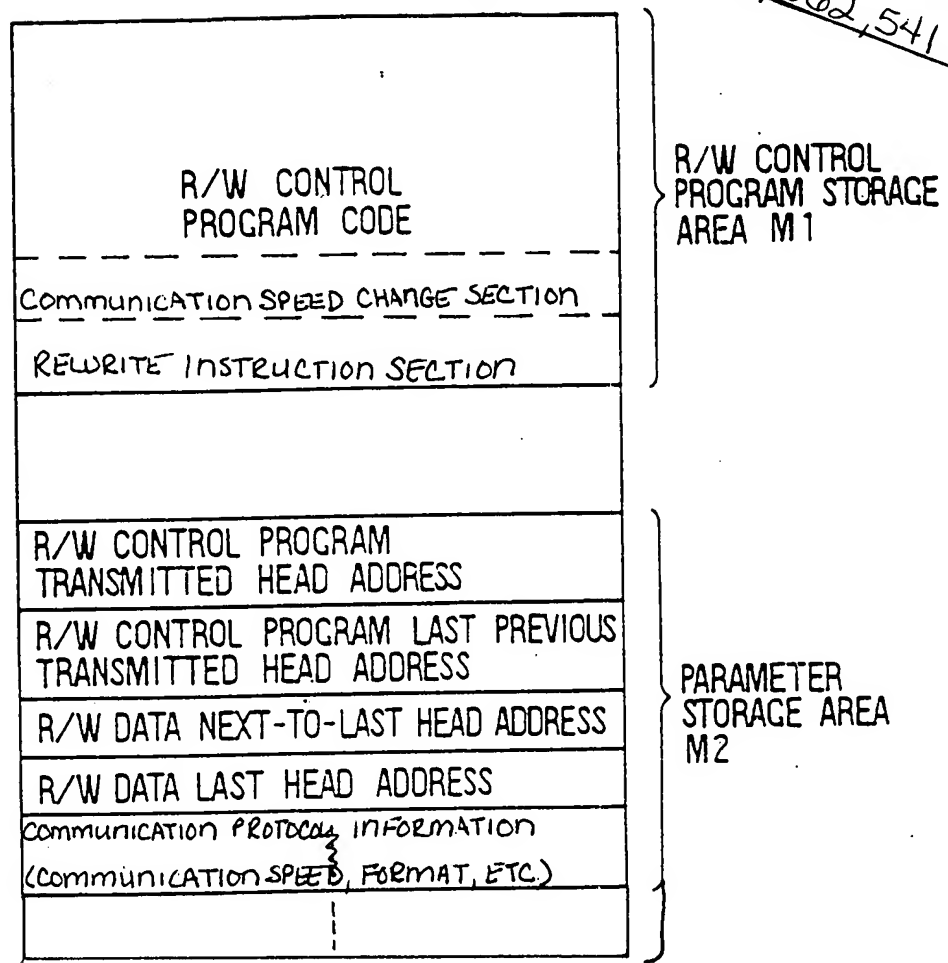 62,541
R/W CONTROL
PROGRAM CODE
COMMUNICATION SPEED CHANGE SECTION
REWRITE INSTRUCTION SECTION
R/W CONTROL
PROGRAM STORAGE
AREA M1
R/W CONTROL PROGRAM
TRANSMITTED HEAD ADDRESS
R/W CONTROL PROGRAM LAST PREVIOUS
TRANSMITTED HEAD ADDRESS
R/W DATA NEXT-TO-LAST HEAD ADDRESS
R/W DATA LAST HEAD ADDRESS
COMMUNICATION PROTOCOL INFORMATION
(COMMUNICATION SPEED, FORMAT, ETC.)
PARAMETER
STORAGE AREA
M2